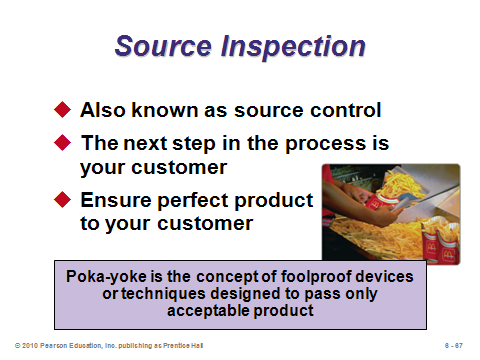 Source Inspection
Also known as source control
The next step in the process is
your customer
Ensure perfect product
to your customer
Poka-yoke is the concept of foolproof devices
or techniques designed to pass only
acceptable product
© 2010 Pearson Education, Inc. publishing as Prentice Hall
6 - 67